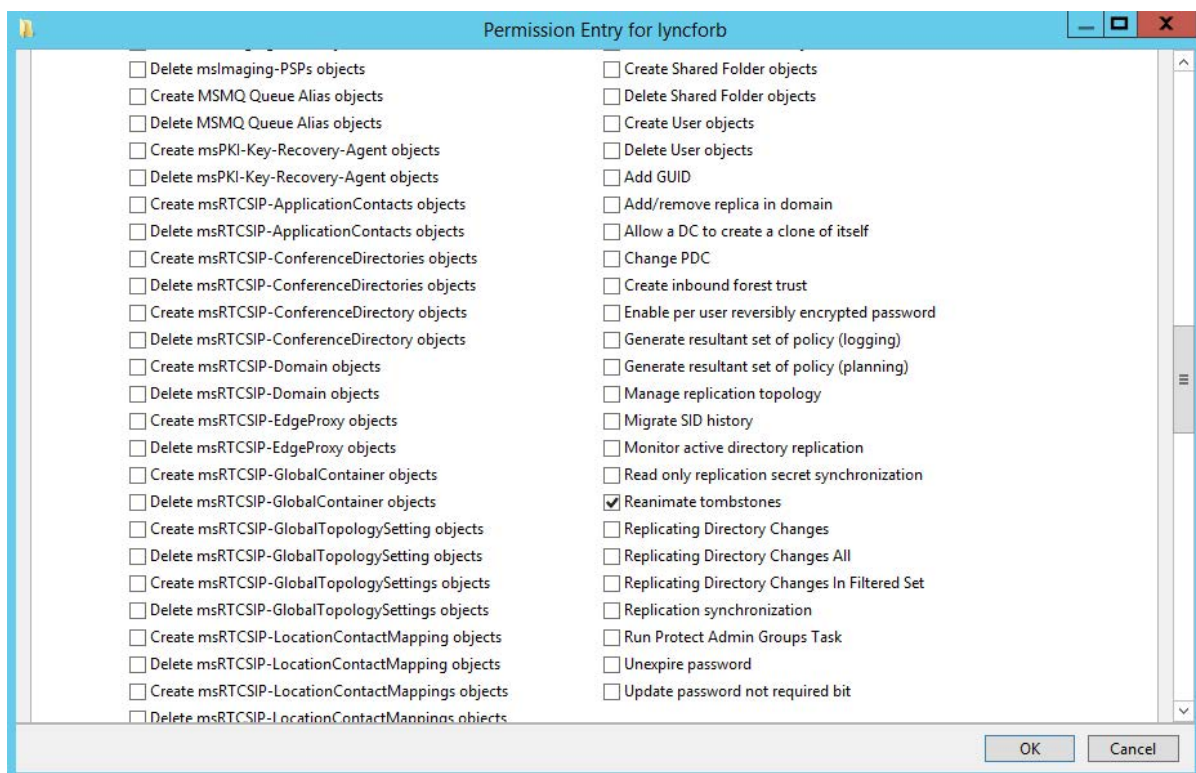 Permission Entry for lyncforb
Delete msImaging-PSPs objects
Create MSMQ Queue Alias objects
Delete MSMQ Queue Alias objects
Create msPKI-Key-Recovery-Agent objects
Delete msPKI-Key-Recovery-Agent objects
Create msRTCSIP-ApplicationContacts objects
Delete msRTCSIP-ApplicationContacts objects
Create msRTCSIP-ConferenceDirectories objects
Delete msRTCSIP-ConferenceDirectories objects
Create msRTCSIP-ConferenceDirectory objects
Delete msRTCSIP-ConferenceDirectory objects
Create msRTCSIP-Domain objects
Delete msRTCSIP-Domain objects
Create msRTCSIP-EdgeProxy objects
Delete msRTCSIP-EdgeProxy objects
Create msRTCSIP-GlobalContainer objects
Delete msRTCSIP-GlobalContainer objects
Create msRTCSIP-GlobalTopologySetting objects
Delete msRTCSIP-GlobalTopologySetting objects
Create msRTCSIP-GlobalTopologySettings objects
Delete msRTCSIP-GlobalTopologySettings objects
Create msRTCSIP-LocationContactMapping objects
Delete msRTCSIP-LocationContactMapping objects
Create msRTCSIP-LocationContactMappings objects
Delete msRTCSIP-LocationContactMappings objects
Create Shared Folder objects
Delete Shared Folder objects
Create User objects
Delete User objects
Add GUID
Add/remove replica in domain
Allow a DC to create a clone of itself
Change PDC
Create inbound forest trust
Enable per user reversibly encrypted password
Generate resultant set of policy (logging)
Generate resultant set of policy (planning)
Manage replication topology
Migrate SID history
Monitor active directory replication
Read only replication secret synchronization
Reanimate tombstones
Replicating Directory Changes
Replicating Directory Changes All
Replicating Directory Changes In Filtered Set
Replication synchronization
Run Protect Admin Groups Task
Unexpire password
Update password not required bit
OK
Cancel